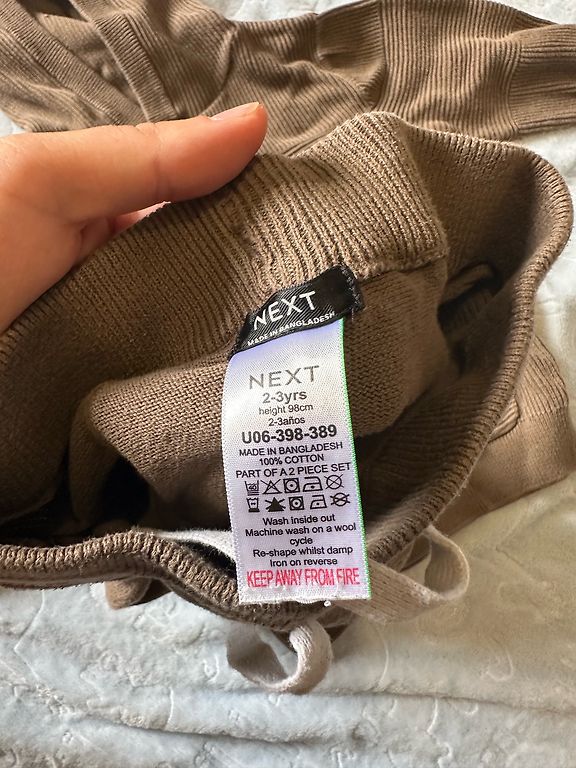 NEXT
MADE IN BANGLADESH
NEXT
2-3yrs
height 98cm
2-3años
U06-398-389
MADE IN BANGLADESH
100% COTTON
PART OF A 2 PIECE SET
Wash inside out
Machine wash on a wool
cycle
Re-shape whilst damp
Iron on reverse
KEEP AWAY FROM FIRE